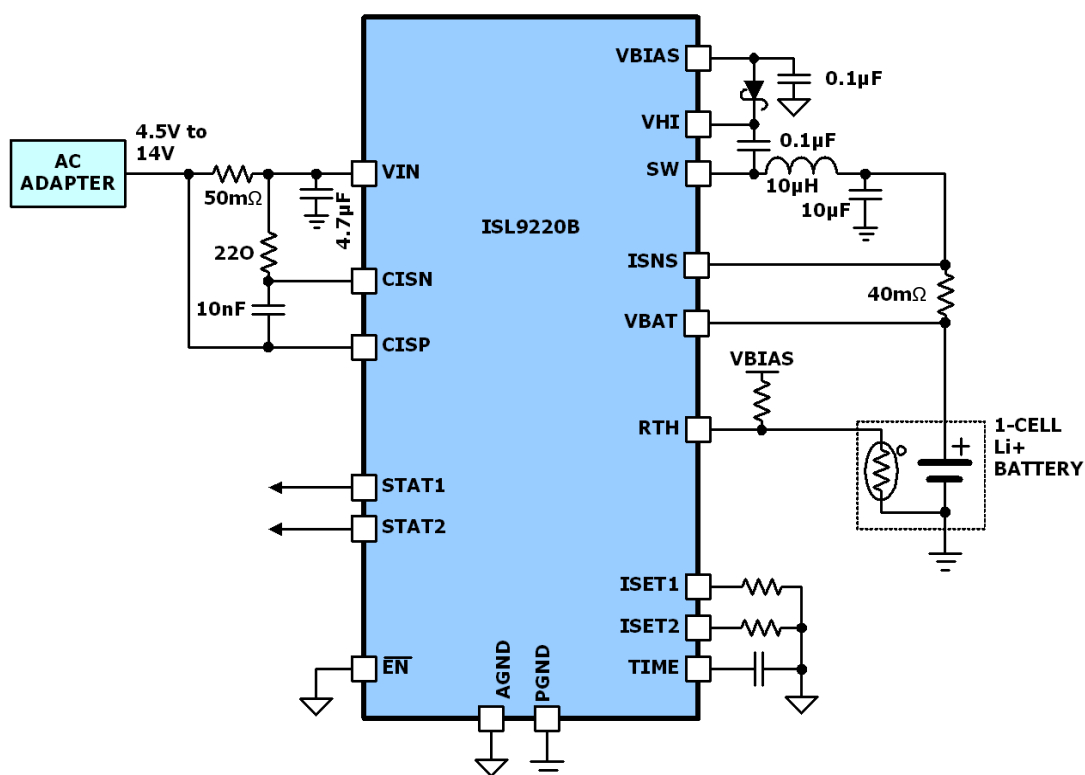 VBIAS
0.1µF
VHI
4.5V to
14V
0.1µF
AC
ADAPTER
VIN
SW
50mΩ
10µH
4.7µF
10µF
ISL9220B
22O
ISNS
CISN
40mΩ
10nF
VBAT
CISP
VBIAS
RTH
1-CELL
Li+
BATTERY
+
STAT1
STAT2
ISET1
ISET2
EN
TIME
AGND
PGND